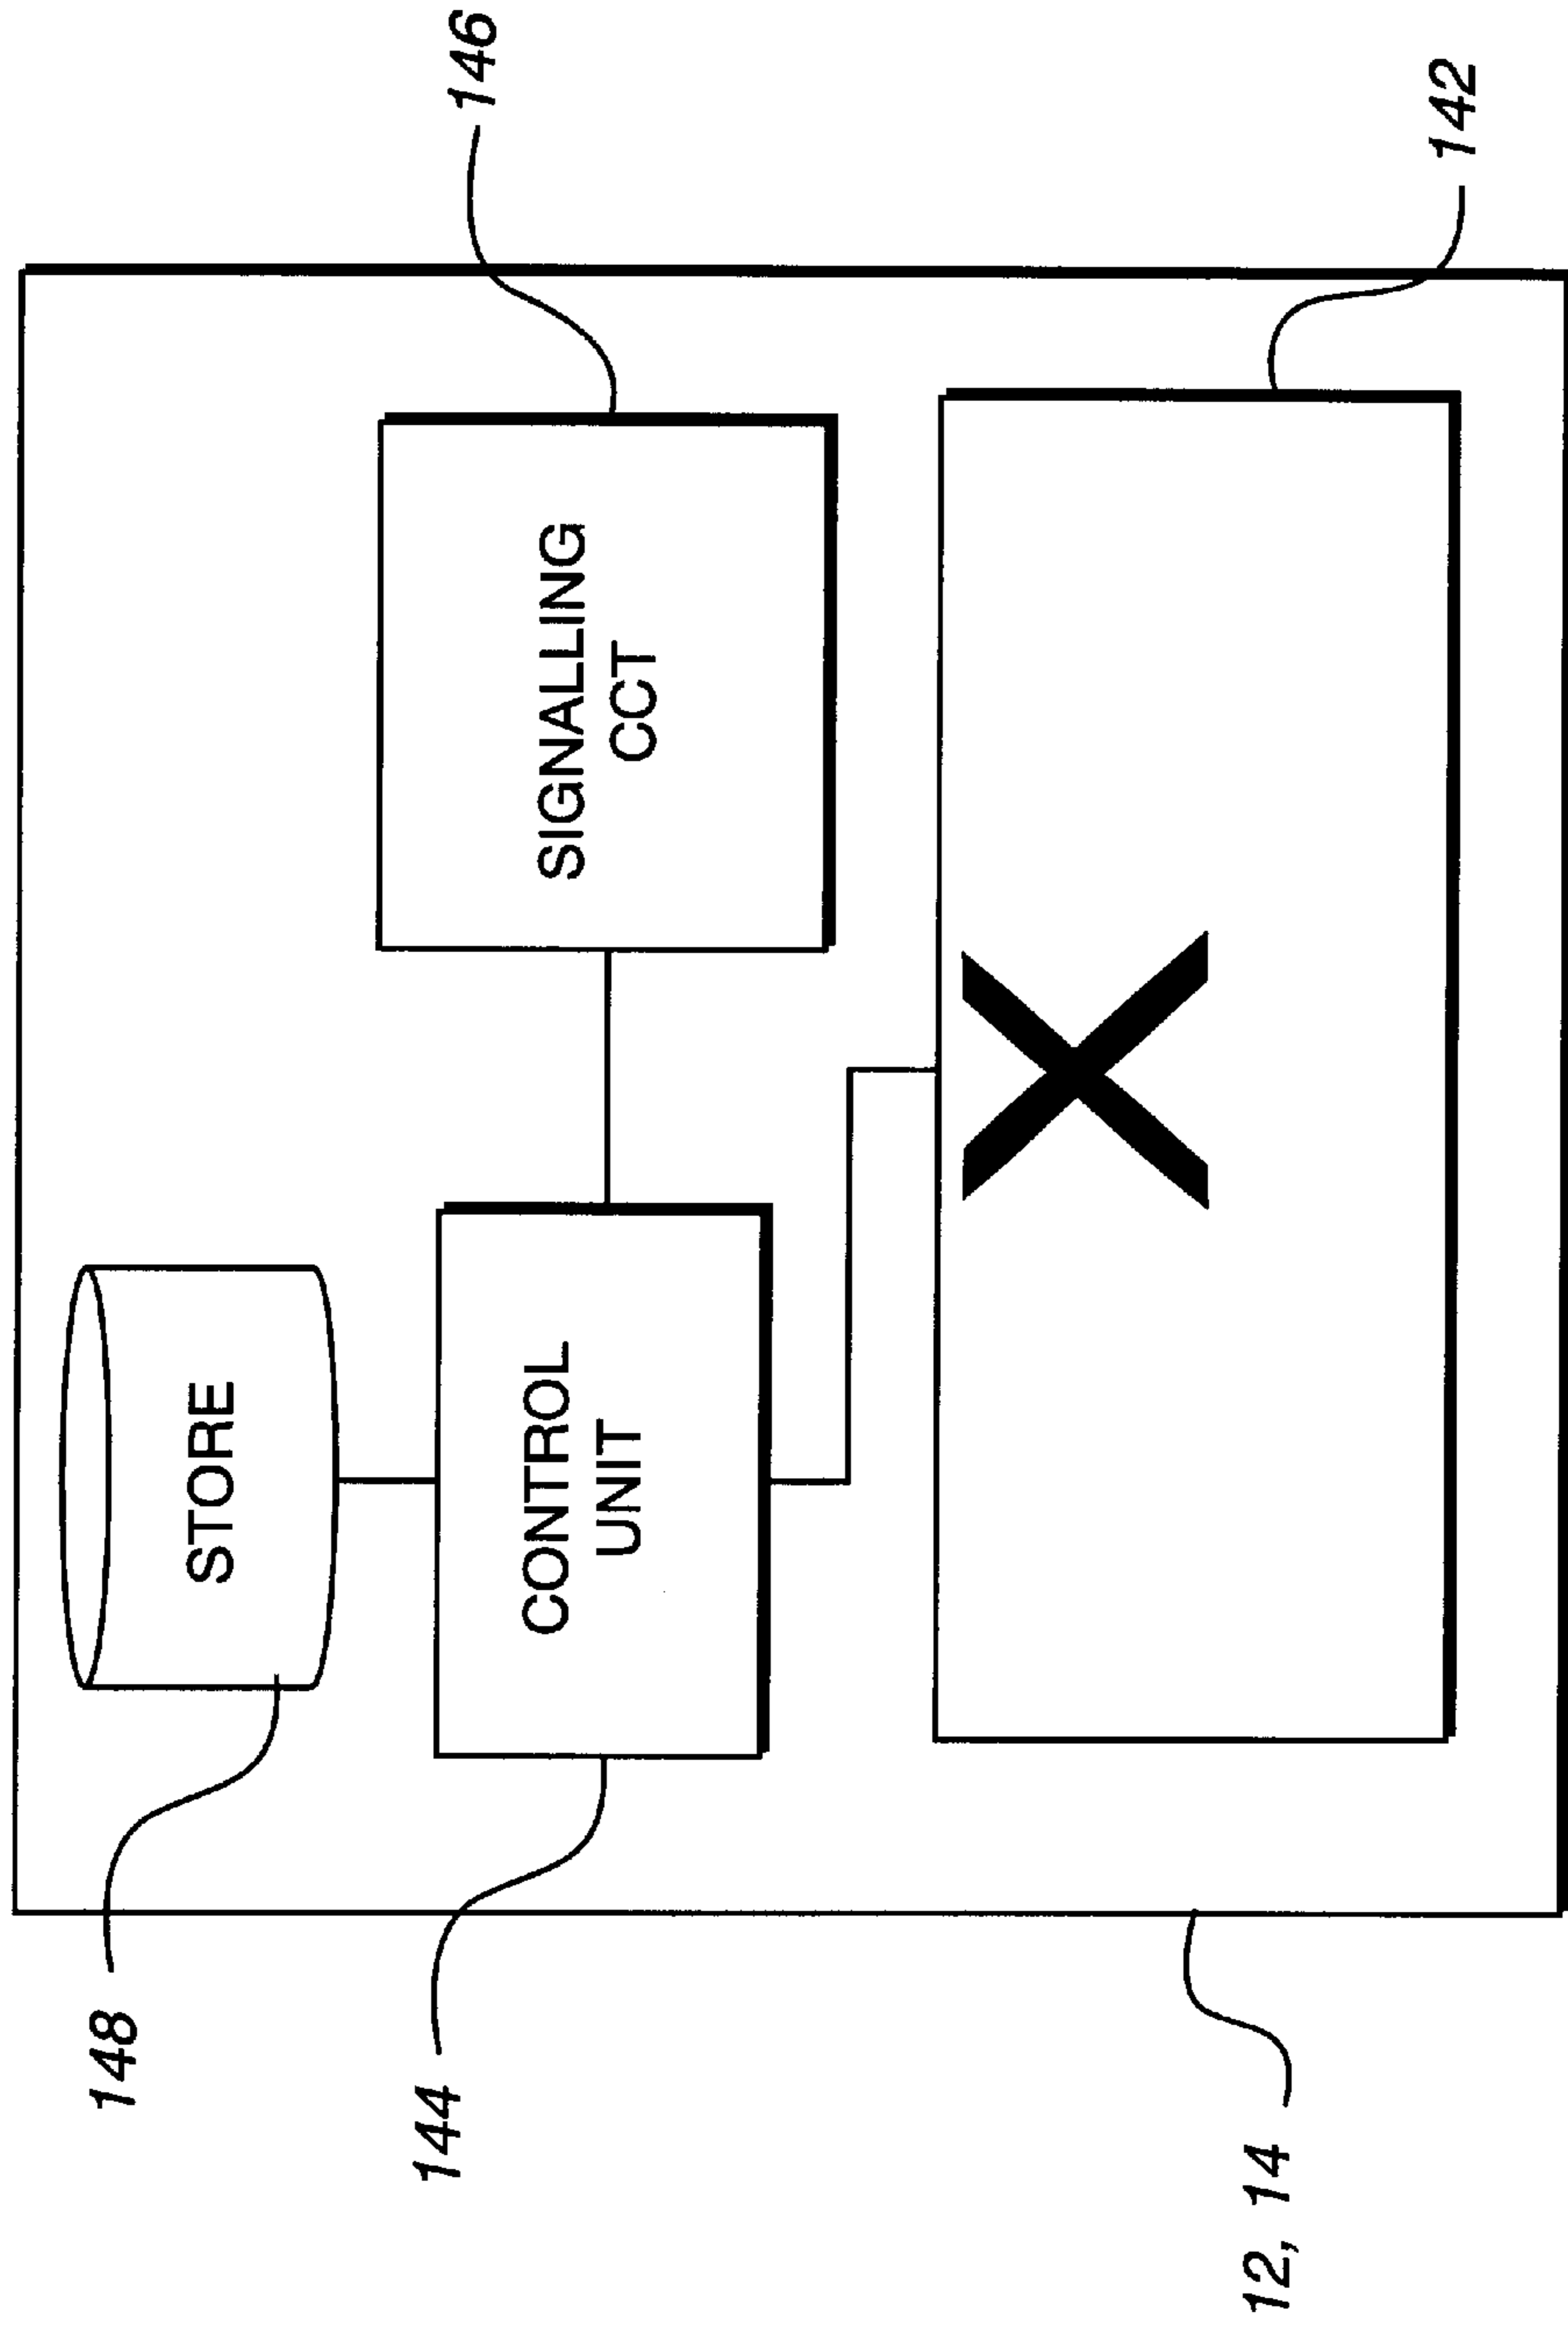 148
STORE
144
CONTROL
UNIT
SIGNALLING
CCT
146
12, 14
X
142